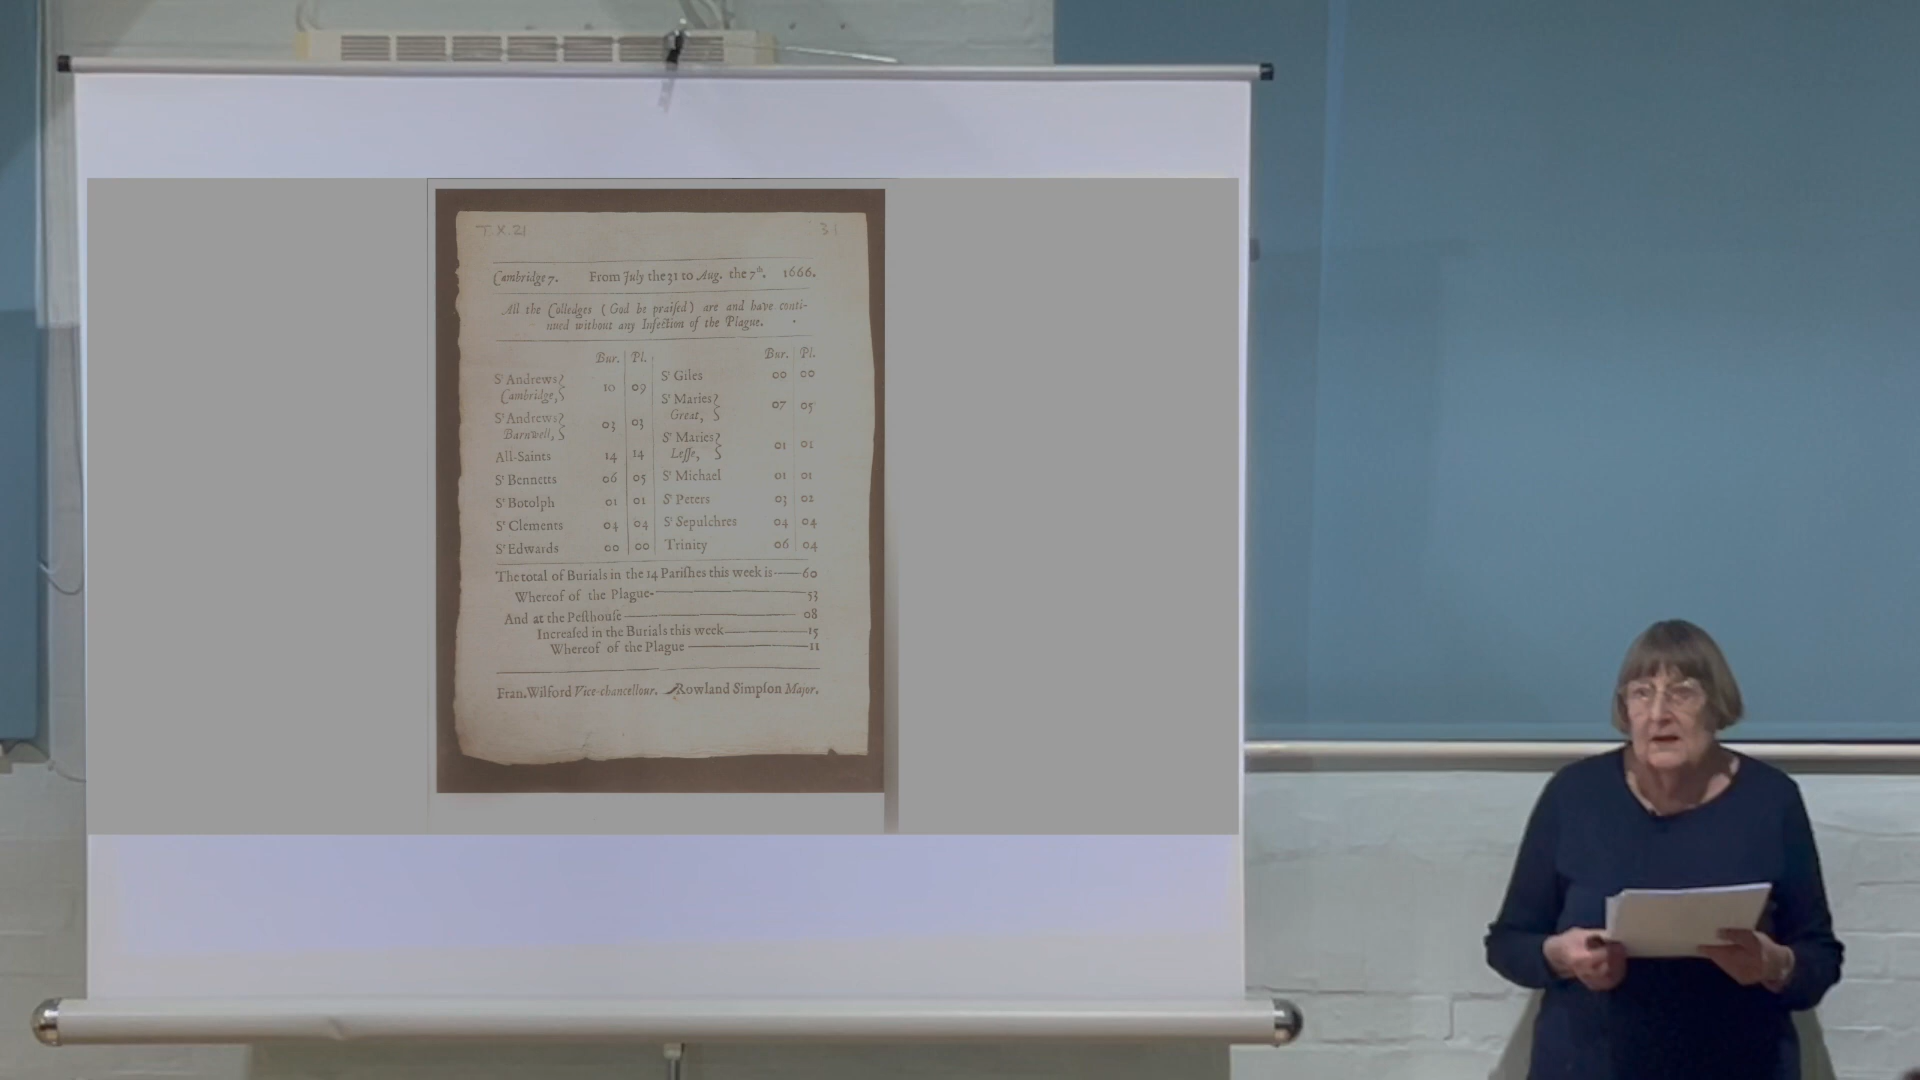 T.X.21 31
Cambridge 7. From July the 31 to Aug. the 7th. 1666.
All the Colledges (God be praiſed) are and have conti-
nued without any Infection of the Plague.
Bur. Pl. Bur. Pl.
St Andrews Cambridge, 10 09
St Andrews Barnwell, 03 03
All-Saints 14 14
St Bennetts 06 05
St Botolph 01 01
St Clements 04 04
St Edwards 00 00
St Giles 00 00
St Maries Great, 07 05
St Maries Leſſe, 01 01
St Michael 01 01
St Peters 03 02
St Sepulchres 04 04
Trinity 06 04
The total of Burials in the 14 Pariſhes this week is—60
Whereof of the Plague—53
And at the Peſthouſe—08
Increaſed in the Burials this week—15
Whereof of the Plague—11
Fran. Wilford Vice-chancellour. Rowland Simpſon Major.